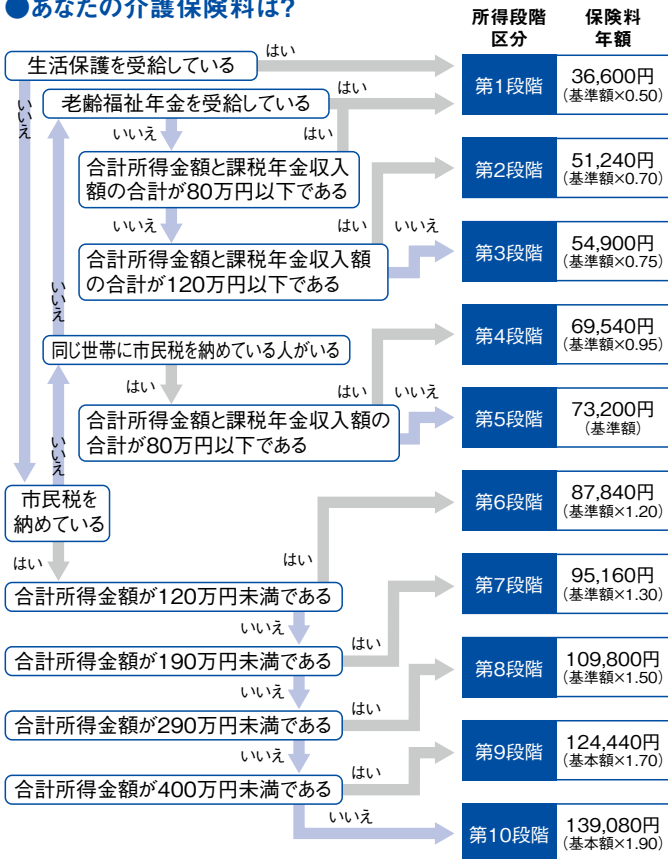 ●あなたの介護保険料は?
所得段階
区分
保険料
年額
生活保護を受給している
はい
いいえ
第1段階
36,600円
(基準額×0.50)
老齢福祉年金を受給している
はい
いいえ
はい
合計所得金額と課税年金収入
額の合計が80万円以下である
第2段階
51,240円
(基準額×0.70)
いいえ
はい
いいえ
合計所得金額と課税年金収入額
の合計が120万円以下である
第3段階
54,900円
(基準額×0.75)
いいえ
同じ世帯に市民税を納めている人がいる
第4段階
69,540円
(基準額×0.95)
はい
はい
いいえ
合計所得金額と課税年金収入額の
合計が80万円以下である
第5段階
73,200円
(基準額)
いいえ
市民税を
納めている
第6段階
87,840円
(基準額×1.20)
はい
はい
合計所得金額が120万円未満である
第7段階
95,160円
(基準額×1.30)
いいえ
はい
合計所得金額が190万円未満である
第8段階
109,800円
(基準額×1.50)
いいえ
はい
合計所得金額が290万円未満である
第9段階
124,440円
(基本額×1.70)
いいえ
はい
合計所得金額が400万円未満である
いいえ
第10段階
139,080円
(基本額×1.90)